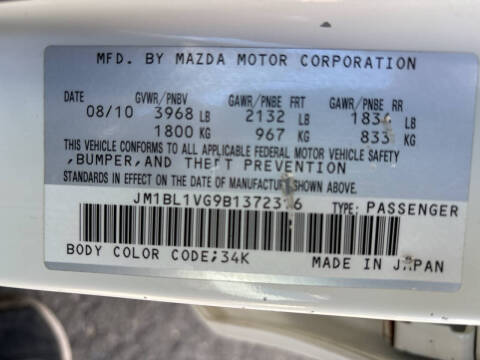 MFD. BY MAZDA MOTOR CORPORATION
DATE GVWR/PNBV GAWR/PNBE FRT GAWR/PNBE RR
08/10 3968 LB 2132 LB LB
1800 KG 967 KG 833 KG
THIS VEHICLE CONFORMS TO ALL APPLICABLE FEDERAL MOTOR VEHICLE SAFETY
,BUMPER,AND THEFT PREVENTION
STANDARDS IN EFFECT ON THE DATE OF MANUFACTURE SHOWN ABOVE.
TYPE: PASSENGER
BODY COLOR CODE;34K MADE IN JAPAN